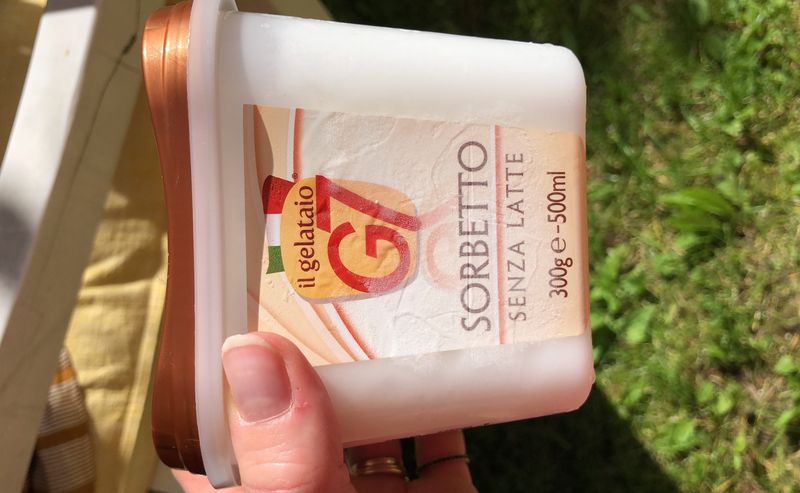 il gelataio®
G7
SORBETTO
SENZA LATTE
300g e-500ml